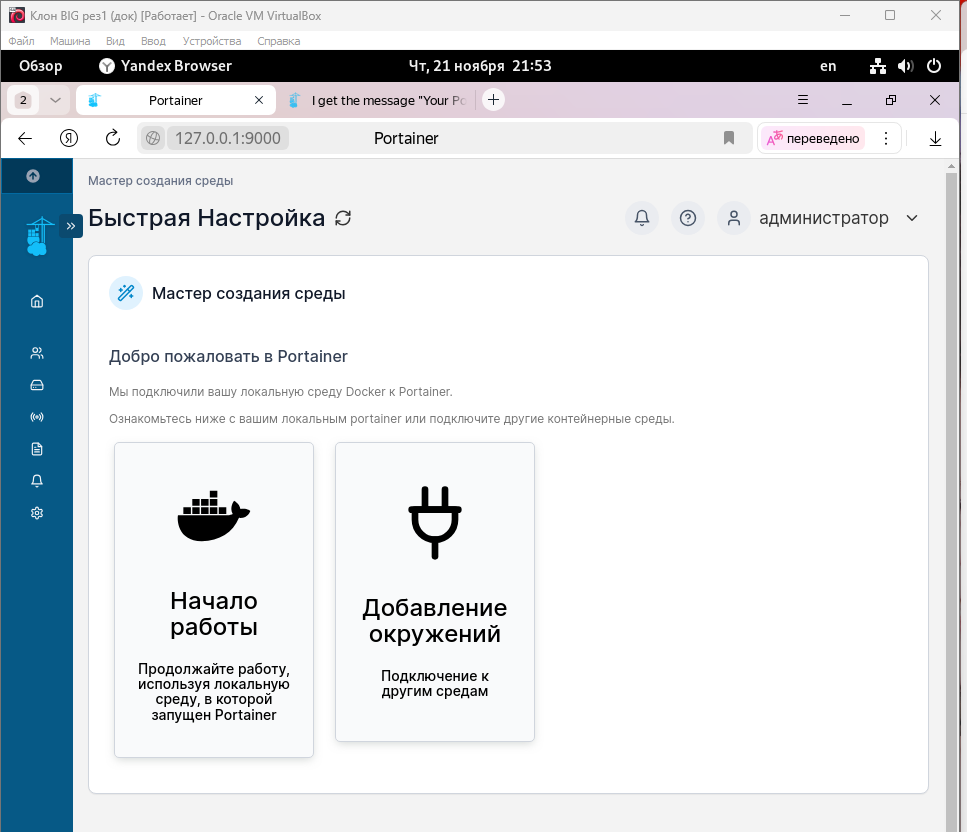 Клон BIG рез1 (док) [Работает] - Oracle VM VirtualBox
Файл Машина Вид Ввод Устройства Справка
Обзор Yandex Browser Чт, 21 ноября 21:53 en
2 Portainer I get the message "Your Po
Я 127.0.0.1:9000 Portainer переведено
Мастер создания среды
Быстрая Настройка администратор
Мастер создания среды
Добро пожаловать в Portainer
Мы подключили вашу локальную среду Docker к Portainer.
Ознакомьтесь ниже с вашим локальным portainer или подключите другие контейнерные среды.
Начало
работы
Продолжайте работу,
используя локальную
среду, в которой
запущен Portainer
Добавление
окружений
Подключение к
другим средам